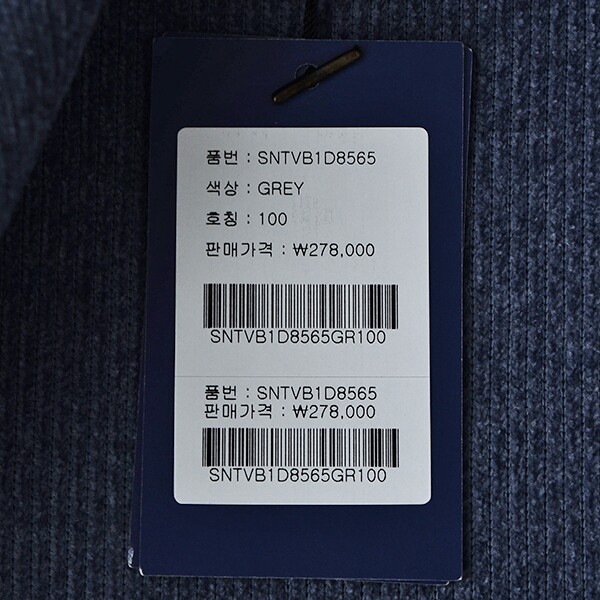 품번 : SNTVB1D8565
색상 : GREY
호칭 : 100
판매가격 : ₩278,000
SNTVB1D8565GR100
품번 : SNTVB1D8565
판매가격 : ₩278,000
SNTVB1D8565GR100